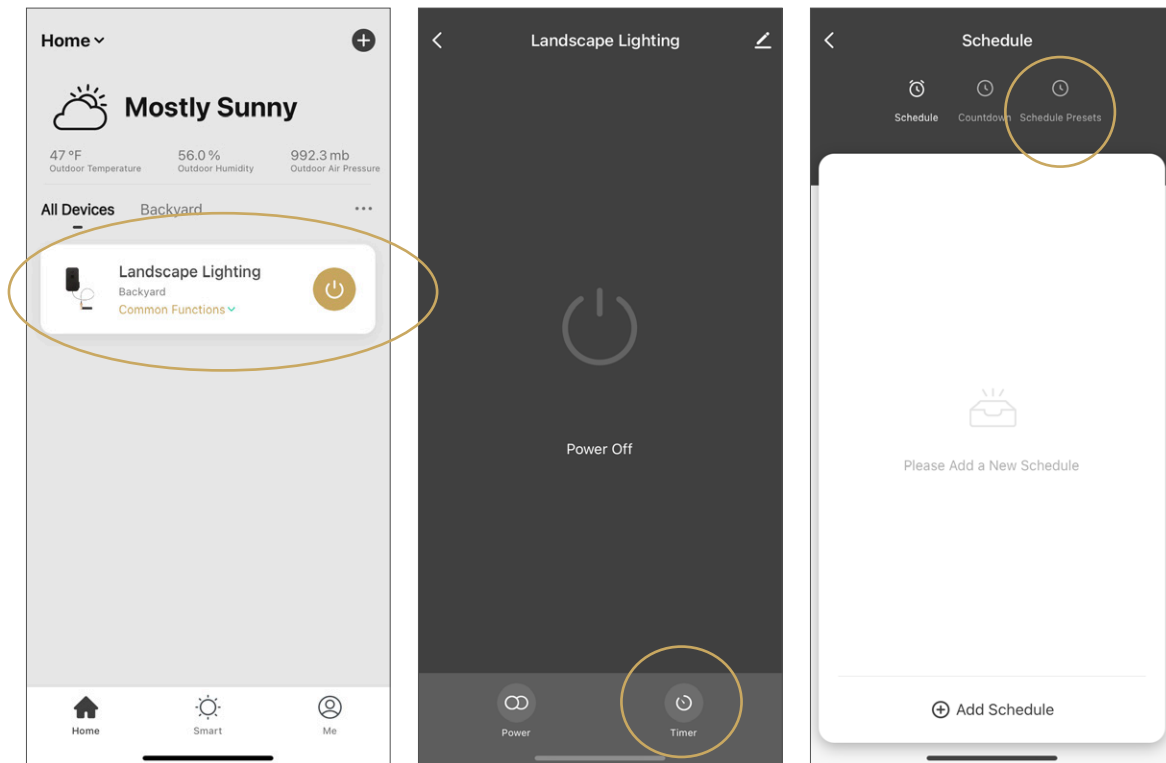 Home
Mostly Sunny
47 °F
56.0 %
992.3 mb
Outdoor Temperature
Outdoor Humidity
Outdoor Air Pressure
All Devices
Backyard
Landscape Lighting
Backyard
Common Functions
Home
Smart
Me
Landscape Lighting
Power Off
Power
Timer
Schedule
Schedule
Countdown
Schedule Presets
Please Add a New Schedule
Add Schedule